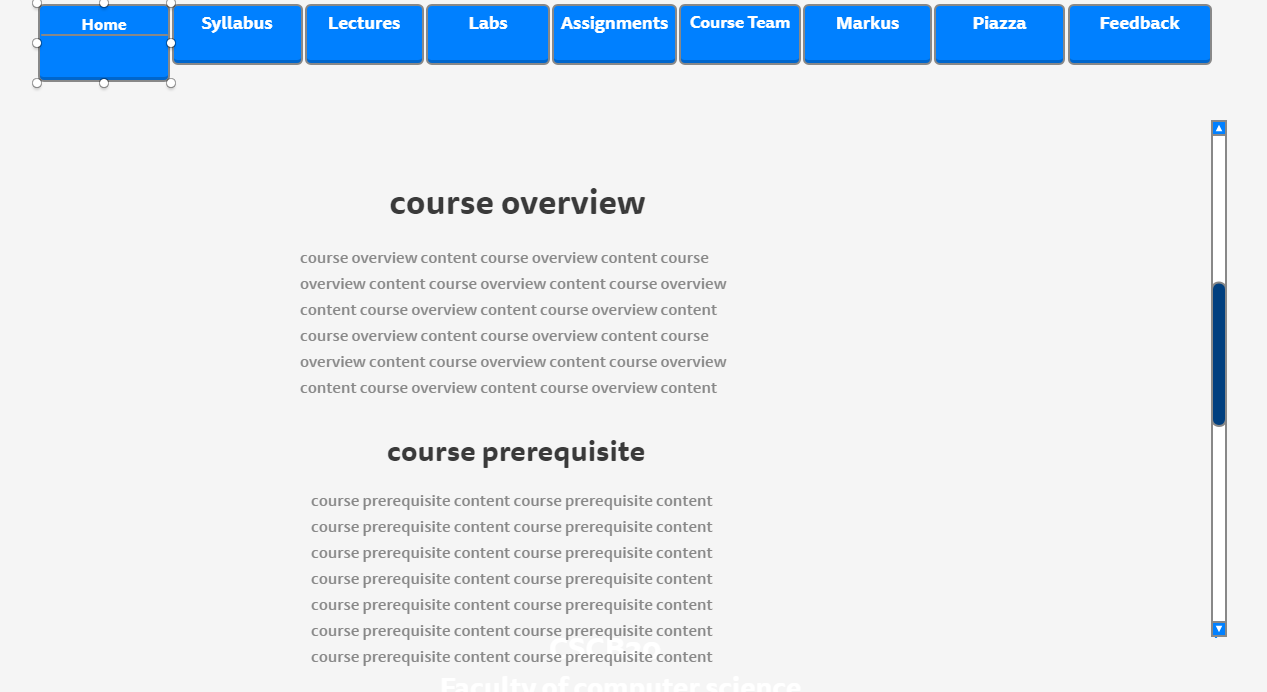 Home
Syllabus
Lectures
Labs
Assignments
Course Team
Markus
Piazza
Feedback
course overview
course overview content course overview content course
overview content course overview content course overview
content course overview content course overview content
course overview content course overview content course
overview content course overview content course overview
content course overview content course overview content
course prerequisite
course prerequisite content course prerequisite content
course prerequisite content course prerequisite content
course prerequisite content course prerequisite content
course prerequisite content course prerequisite content
course prerequisite content course prerequisite content
course prerequisite content course prerequisite content
course prerequisite content course prerequisite content
Faculty of computer science